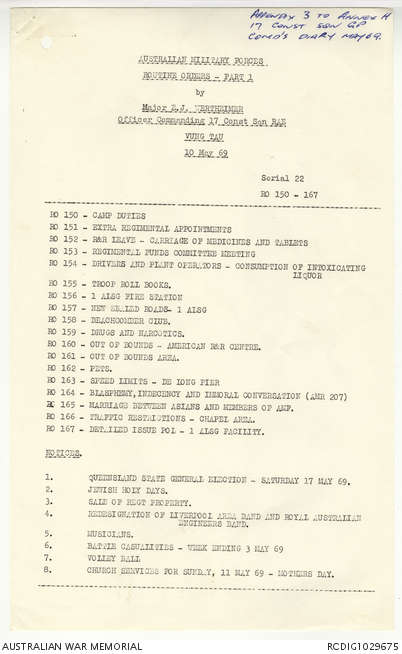 APPENDIX 3 TO ANNEX H
17 CONST SQN GP
COMD'S DIARY MAY 69.
AUSTRALIAN MILITARY FORCES
ROUTINE ORDERS - PART 1
by
Major E.J. WERTHEIMER
Officer Commanding 17 Const Sqn RAE
VUNG TAU
10 May 69
Serial 22
RO 150 - 167
RO 150 - CAMP DUTIES
RO 151 - EXTRA REGIMENTAL APPOINTMENTS
RO 152 - R&R LEAVE - CARRIAGE OF MEDICINES AND TABLETS
RO 153 - REGIMENTAL FUNDS COMMITTEE MEETING
RO 154 - DRIVERS AND PLANT OPERATORS - CONSUMPTION OF INTOXICATING
LIQUOR
RO 155 - TROOP ROLL BOOKS.
RO 156 - 1 ALSG FIRE STATION
RO 157 - NEW SEALED ROADS- 1 ALSG
RO 158 - BEACHCOMBER CLUB.
RO 159 - DRUGS AND NARCOTICS.
RO 160 - OUT OF BOUNDS - AMERICAN R&R CENTRE.
RO 161 - OUT OF BOUNDS AREA.
RO 162 - PETS.
RO 163 - SPEED LIMITS - DE LONG PIER
RO 164 - BLASPHEMY, INDECENCY AND IMMORAL CONVERSATION (AMR 207)
RO 165 - MARRIAGE BETWEEN ASIANS AND MEMBERS OF AMF.
RO 166 - TRAFFIC RESTRICTIONS - CHAPEL AREA.
RO 167 - DETAILED ISSUE POL - 1 ALSG FACILITY.
NOTICES.
1. QUEENSLAND STATE GENERAL ELECTION - SATURDAY 17 MAY 69.
2. JEWISH HOLY DAYS.
3. SALE OF REGT PROPERTY.
4. REDESIGNATION OF LIVERPOOL AREA BAND AND ROYAL AUSTRALIAN
ENGINEERS BAND.
5. MUSICIANS.
6. BATTLE CASUALITIES - WEEK ENDING 3 MAY 69
7. VOLLEY BALL
8. CHURCH SERVICES FOR SUNDAY, 11 MAY 69 - MOTHERS DAY.
AUSTRALIAN WAR MEMORIAL
RCDIG1029675